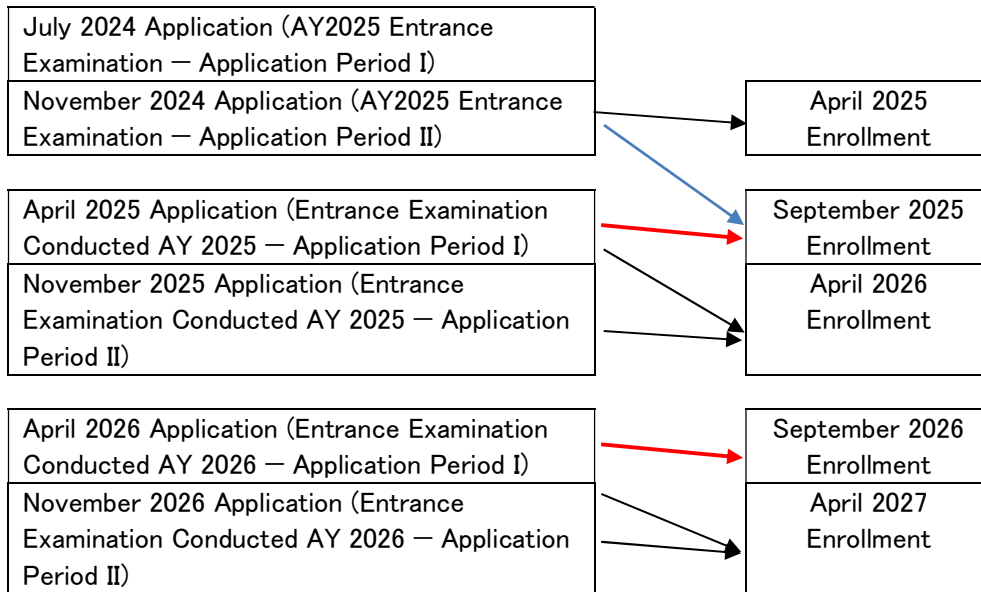 July 2024 Application (AY2025 Entrance
Examination – Application Period I)
November 2024 Application (AY2025 Entrance
Examination – Application Period II)
April 2025
Enrollment
April 2025 Application (Entrance Examination
Conducted AY 2025 – Application Period I)
September 2025
Enrollment
November 2025 Application (Entrance
Examination Conducted AY 2025 – Application
Period II)
April 2026
Enrollment
April 2026 Application (Entrance Examination
Conducted AY 2026 – Application Period I)
September 2026
Enrollment
November 2026 Application (Entrance
Examination Conducted AY 2026 – Application
Period II)
April 2027
Enrollment